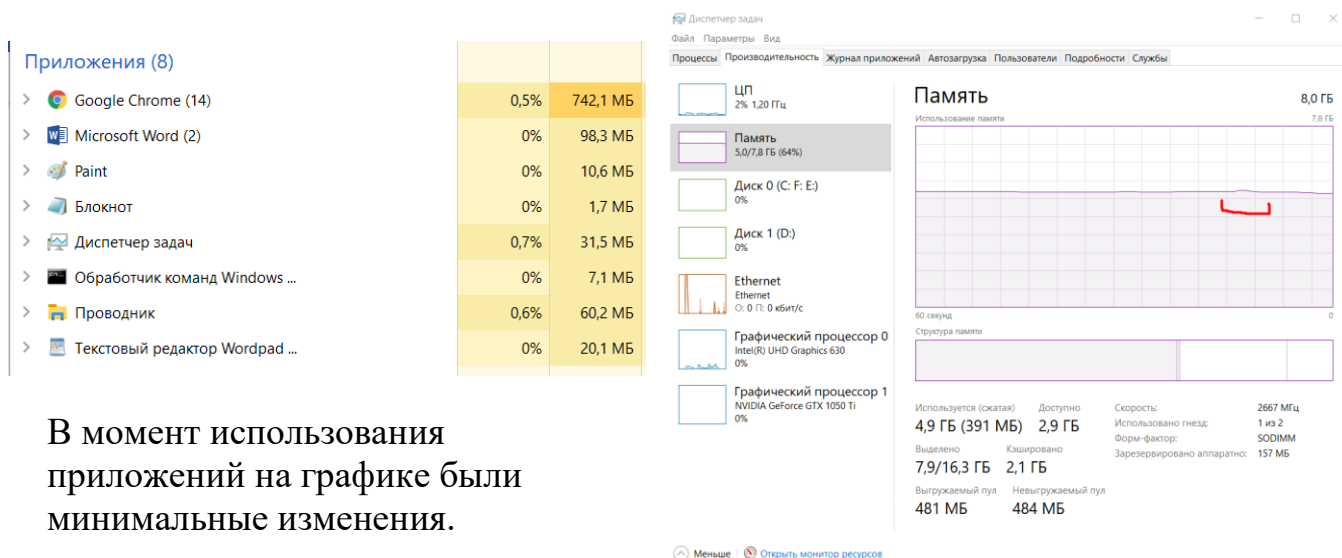 Приложения (8)
Google Chrome (14) 0,5% 742,1 МБ
Microsoft Word (2) 0% 98,3 МБ
Paint 0% 10,6 МБ
Блокнот 0% 1,7 МБ
Диспетчер задач 0,7% 31,5 МБ
Обработчик команд Windows ... 0% 7,1 МБ
Проводник 0,6% 60,2 МБ
Текстовый редактор Wordpad ... 0% 20,1 МБ
В момент использования
приложений на графике были
минимальные изменения.
Диспетчер задач
Файл Параметры Вид
Процессы Производительность Журнал приложений Автозагрузка Пользователи Подробности Службы
ЦП
2% 1,20 ГГц
Память
5,0/7,8 ГБ (64%)
Диск 0 (C: F: E:)
0%
Диск 1 (D:)
0%
Ethernet
Ethernet
О: 0 П: 0 кбит/с
Графический процессор 0
Intel(R) UHD Graphics 630
0%
Графический процессор 1
NVIDIA GeForce GTX 1050 Ti
0%
Память 8,0 ГБ
Использование памяти 7,8 ГБ
60 секунд 0
Структура памяти
Используется (сжатая) Доступно
4,9 ГБ (391 МБ) 2,9 ГБ
Выделено Кэшировано
7,9/16,3 ГБ 2,1 ГБ
Выгружаемый пул Невыгружаемый пул
481 МБ 484 МБ
Скорость: 2667 МГц
Использовано гнезд: 1 из 2
Форм-фактор: SODIMM
Зарезервировано аппаратно: 157 МБ
Меньше Открыть монитор ресурсов